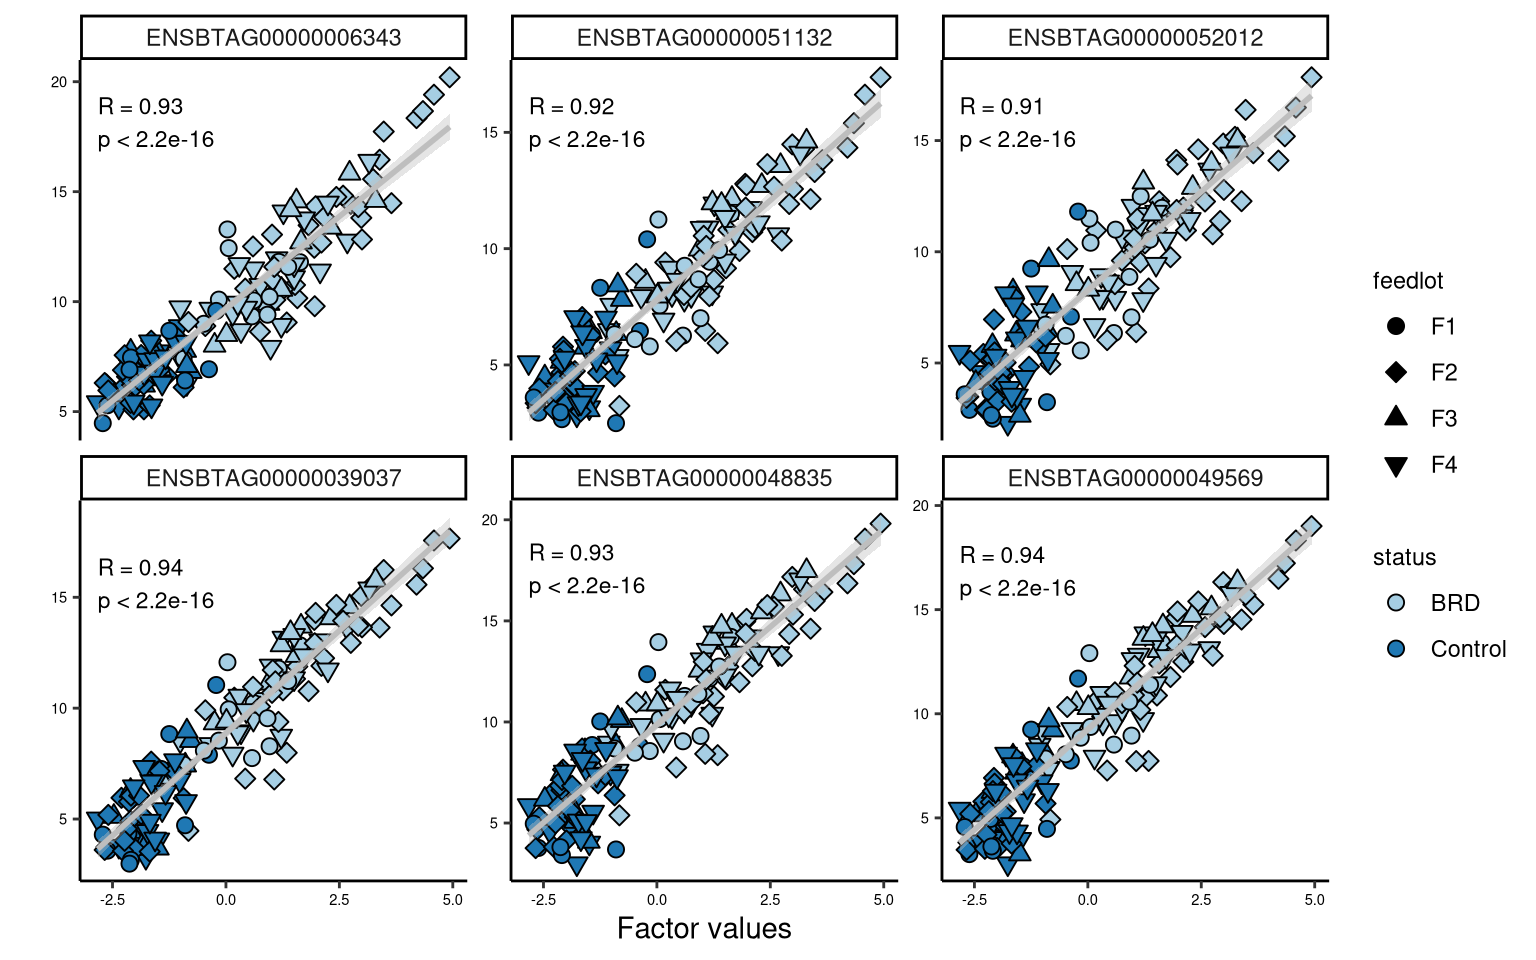 ENSBTAG00000006343 ENSBTAG00000051132 ENSBTAG00000052012
20
15
10
5
R = 0.93
p < 2.2e-16
15
10
5
R = 0.92
p < 2.2e-16
15
10
5
R = 0.91
p < 2.2e-16
ENSBTAG00000039037 ENSBTAG00000048835 ENSBTAG00000049569
15
10
5
R = 0.94
p < 2.2e-16
20
15
10
5
R = 0.93
p < 2.2e-16
20
15
10
5
R = 0.94
p < 2.2e-16
-2.5 0.0 2.5 5.0 -2.5 0.0 2.5 5.0 -2.5 0.0 2.5 5.0
Factor values
feedlot
F1
F2
F3
F4
status
BRD
Control